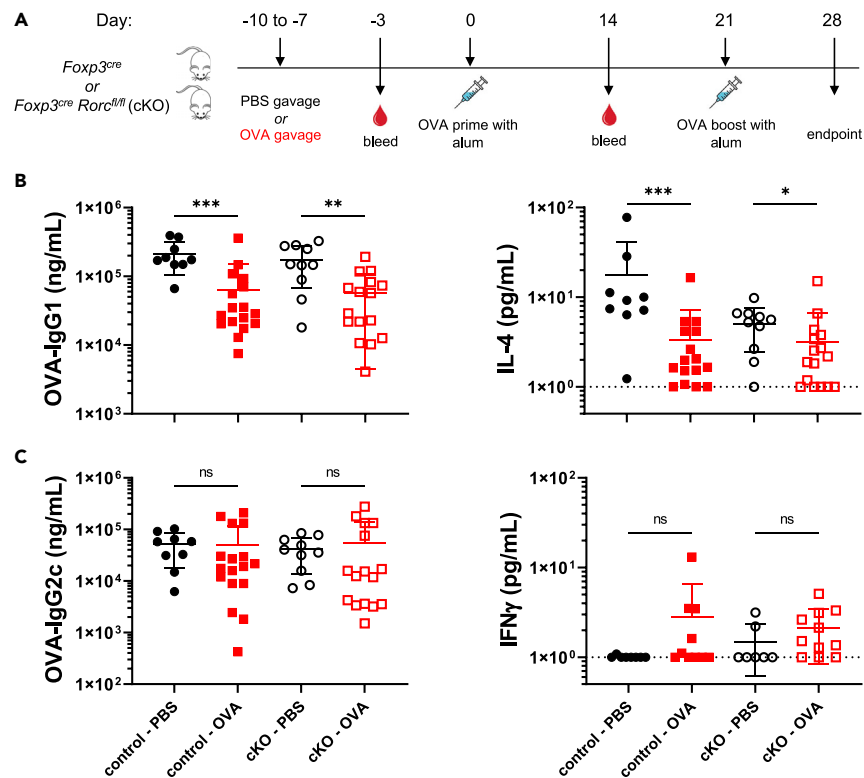 A
Day: -10 to -7 -3 0 14 21 28
Foxp3cre
or
Foxp3cre Rorcfl/fl (cKO)
PBS gavage
or
OVA gavage
bleed
OVA prime with
alum
bleed
OVA boost with
alum
endpoint
B
OVA-IgG1 (ng/mL)
1×10⁶
1×10⁵
1×10⁴
1×10³
*** **
IL-4 (pg/mL)
1×10²
1×10¹
1×10⁰
*** *
C
OVA-IgG2c (ng/mL)
1×10⁶
1×10⁵
1×10⁴
1×10³
1×10²
ns ns
control - PBS
control - OVA
cKO - PBS
cKO - OVA
IFNγ (pg/mL)
1×10²
1×10¹
1×10⁰
ns ns
control - PBS
control - OVA
cKO - PBS
cKO - OVA